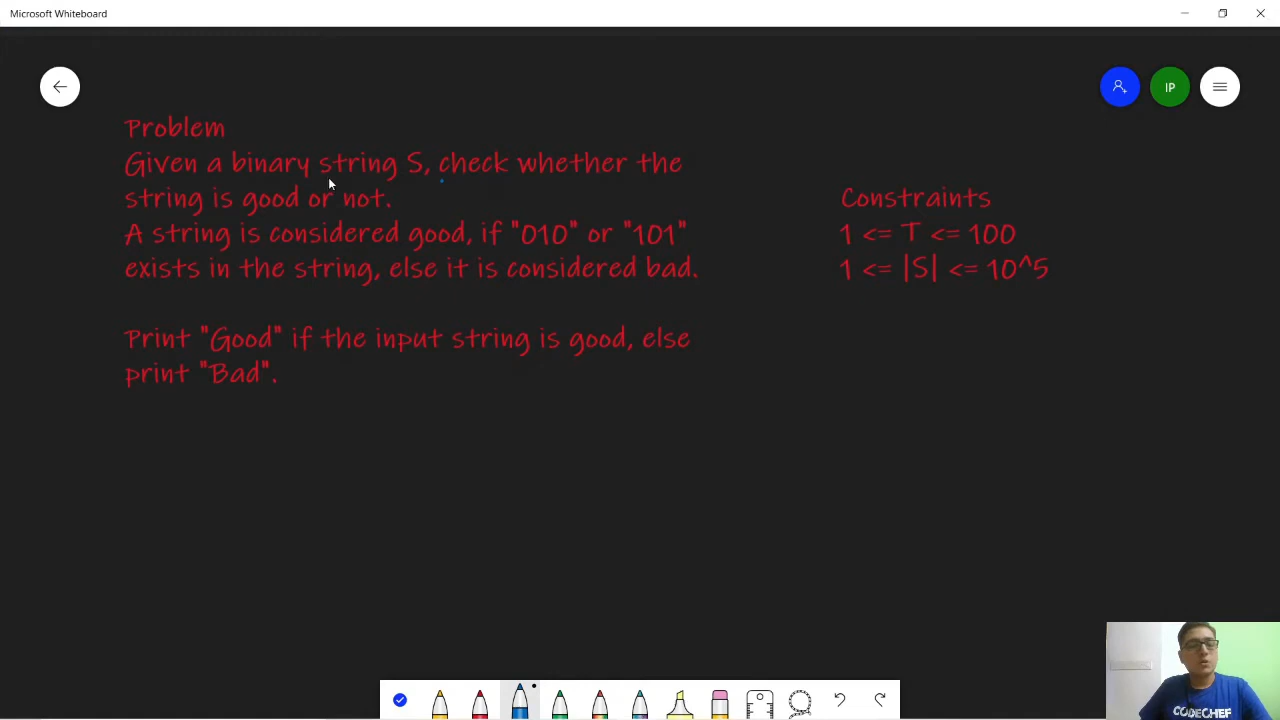 Microsoft Whiteboard
IP
Problem
Given a binary string S, check whether the
string is good or not.
A string is considered good, if "010" or "101"
exists in the string, else it is considered bad.
Print "Good" if the input string is good, else
print "Bad".
Constraints
1 <= T <= 100
1 <= |S| <= 10^5
CODECHEF